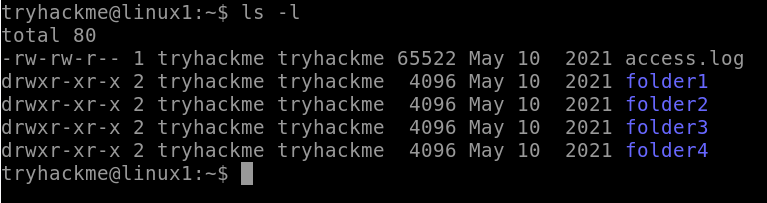 tryhackme@linux1:~$ ls -l
total 80
-rw-rw-r-- 1 tryhackme tryhackme 65522 May 10  2021 access.log
drwxr-xr-x 2 tryhackme tryhackme  4096 May 10  2021 folder1
drwxr-xr-x 2 tryhackme tryhackme  4096 May 10  2021 folder2
drwxr-xr-x 2 tryhackme tryhackme  4096 May 10  2021 folder3
drwxr-xr-x 2 tryhackme tryhackme  4096 May 10  2021 folder4
tryhackme@linux1:~$